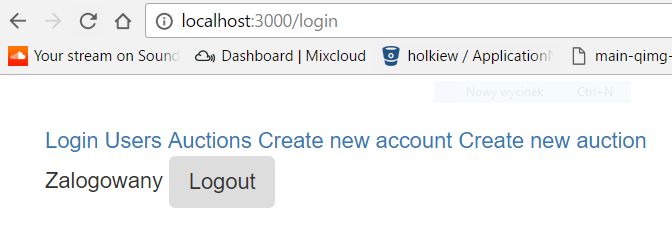 localhost:3000/login
Your stream on Sound
Dashboard | Mixcloud
holkiew / Application
main-qimg-
Nowy wycinek Ctrl+N
Login Users Auctions Create new account Create new auction
Zalogowany Logout